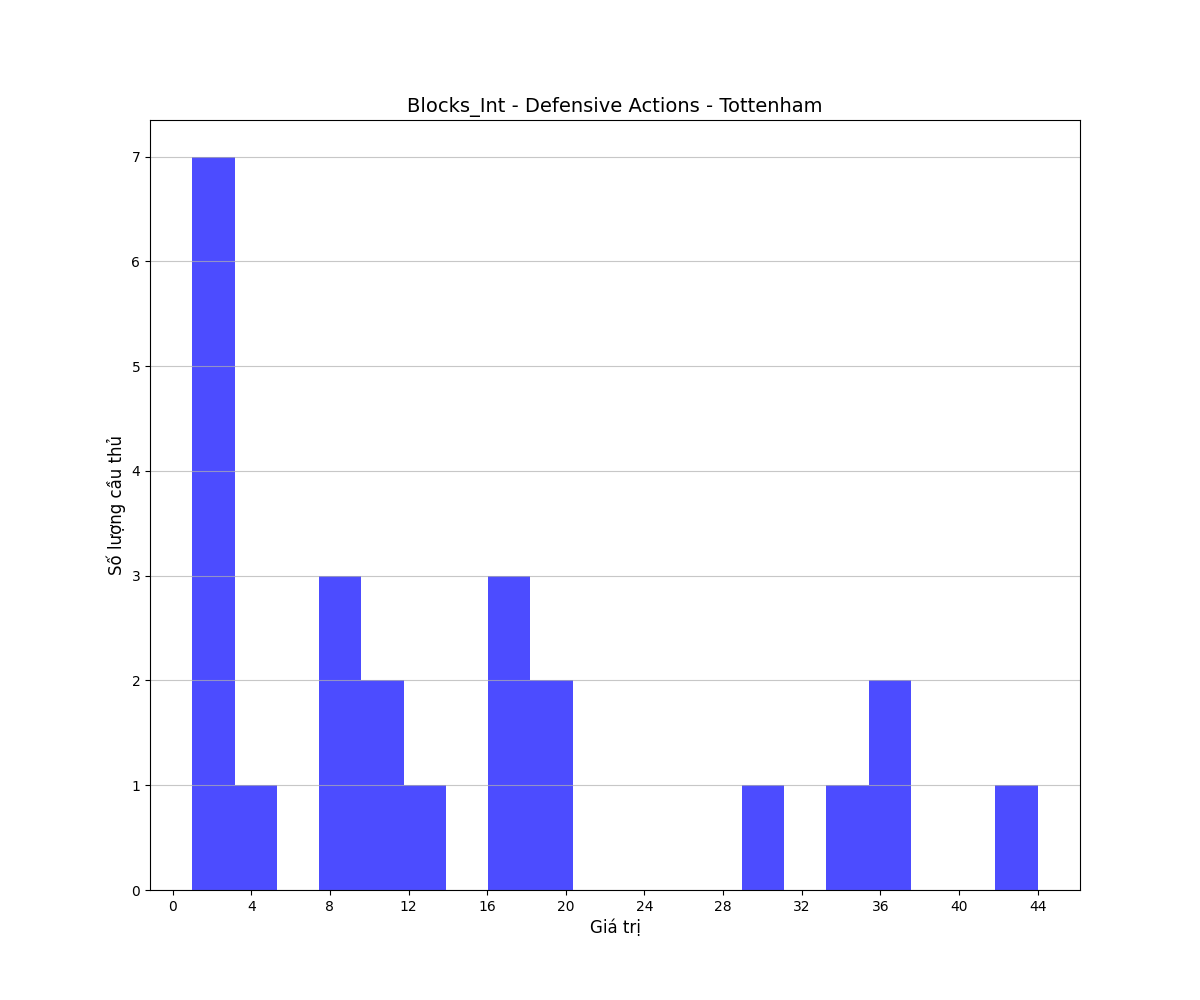 Blocks_Int - Defensive Actions - Tottenham
7
6
5
4
3
2
1
0
Số lượng cầu thủ
0 4 8 12 16 20 24 28 32 36 40 44
Giá trị